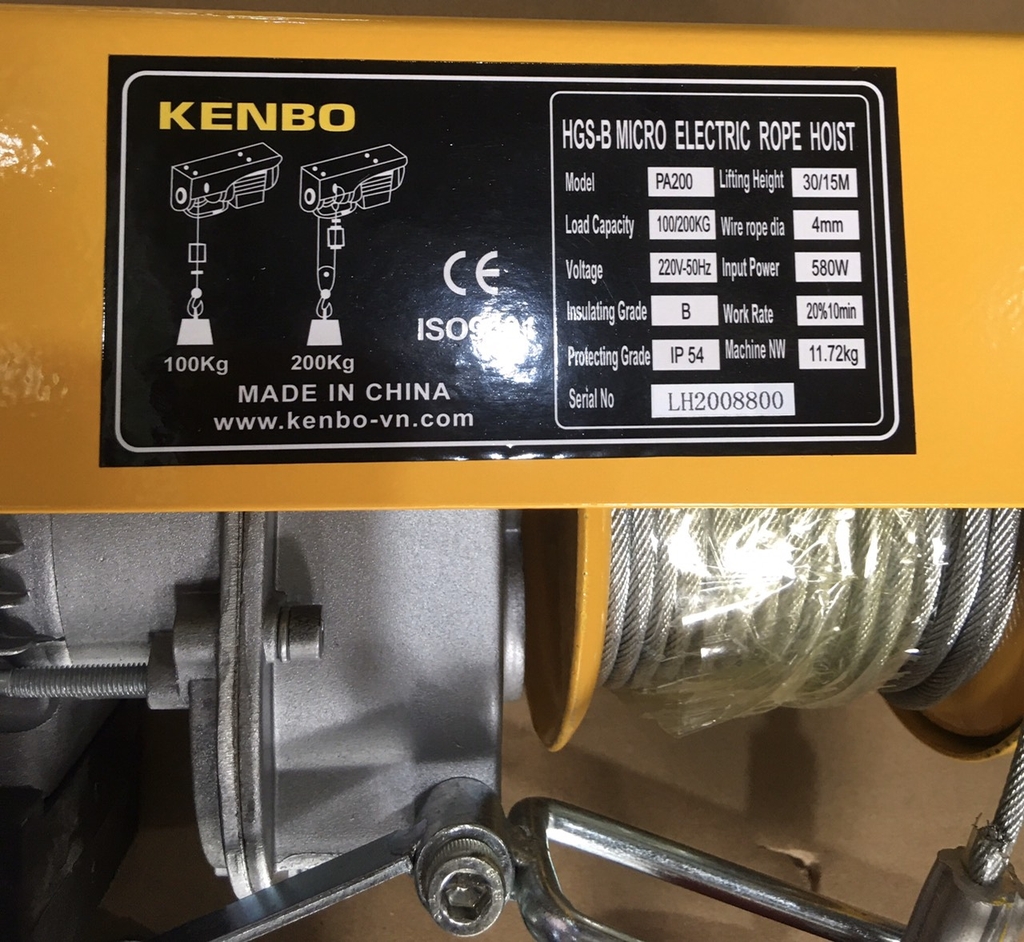 KENBO
100Kg
200Kg
CE
MADE IN CHINA
www.kenbo-vn.com
HGS-B MICRO ELECTRIC ROPE HOIST
Model PA200 Lifting Height 30/15M
Load Capacity 100/200KG Wire rope dia 4mm
Voltage 220V-50Hz Input Power 580W
Insulating Grade B Work Rate 20%10min
Protecting Grade IP 54 Machine NW 11.72kg
Serial No LH2008800